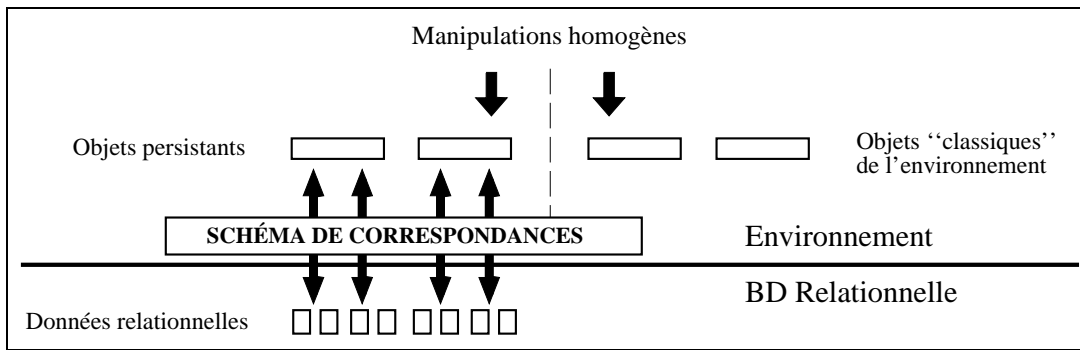 Manipulations homogènes
Objets persistants
Objets ‘‘classiques’’
de l’environnement
SCHÉMA DE CORRESPONDANCES
Environnement
BD Relationnelle
Données relationnelles